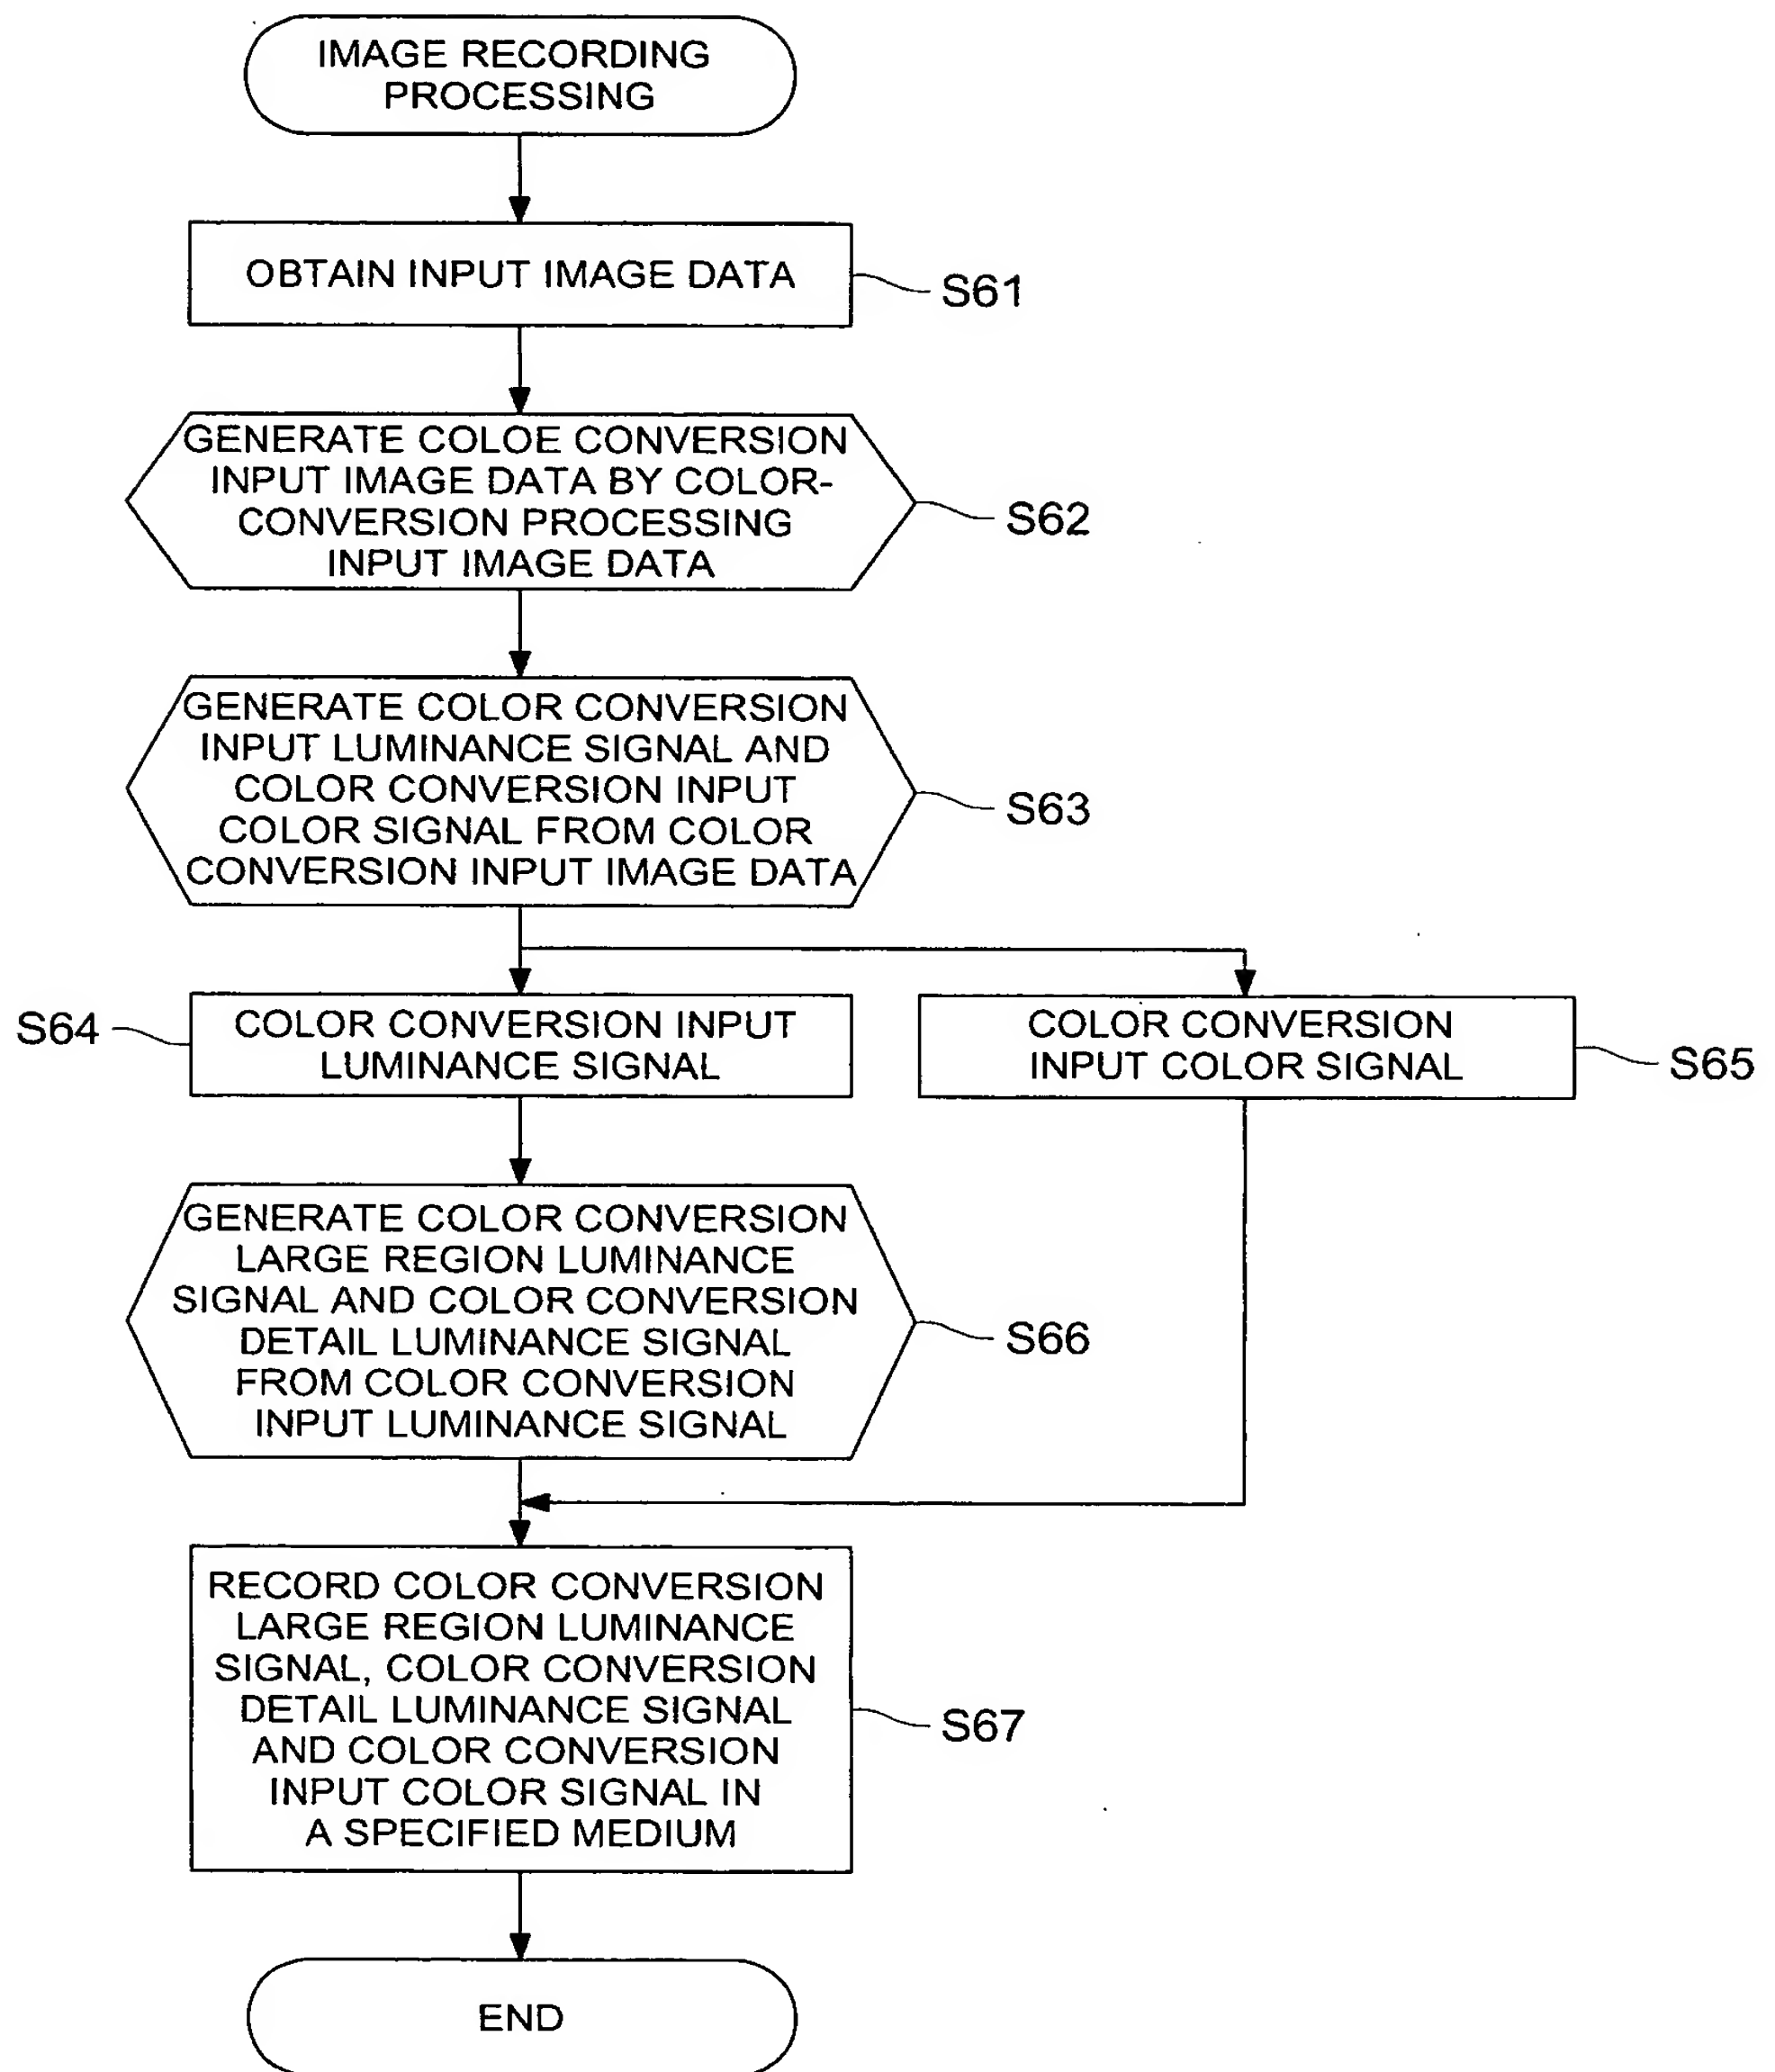 IMAGE RECORDING
PROCESSING
OBTAIN INPUT IMAGE DATA
S61
GENERATE COLOE CONVERSION
INPUT IMAGE DATA BY COLOR-
CONVERSION PROCESSING
INPUT IMAGE DATA
S62
GENERATE COLOR CONVERSION
INPUT LUMINANCE SIGNAL AND
COLOR CONVERSION INPUT
COLOR SIGNAL FROM COLOR
CONVERSION INPUT IMAGE DATA
S63
S64
COLOR CONVERSION INPUT
LUMINANCE SIGNAL
COLOR CONVERSION
INPUT COLOR SIGNAL
S65
GENERATE COLOR CONVERSION
LARGE REGION LUMINANCE
SIGNAL AND COLOR CONVERSION
DETAIL LUMINANCE SIGNAL
FROM COLOR CONVERSION
INPUT LUMINANCE SIGNAL
S66
RECORD COLOR CONVERSION
LARGE REGION LUMINANCE
SIGNAL, COLOR CONVERSION
DETAIL LUMINANCE SIGNAL
AND COLOR CONVERSION
INPUT COLOR SIGNAL IN
A SPECIFIED MEDIUM
S67
END